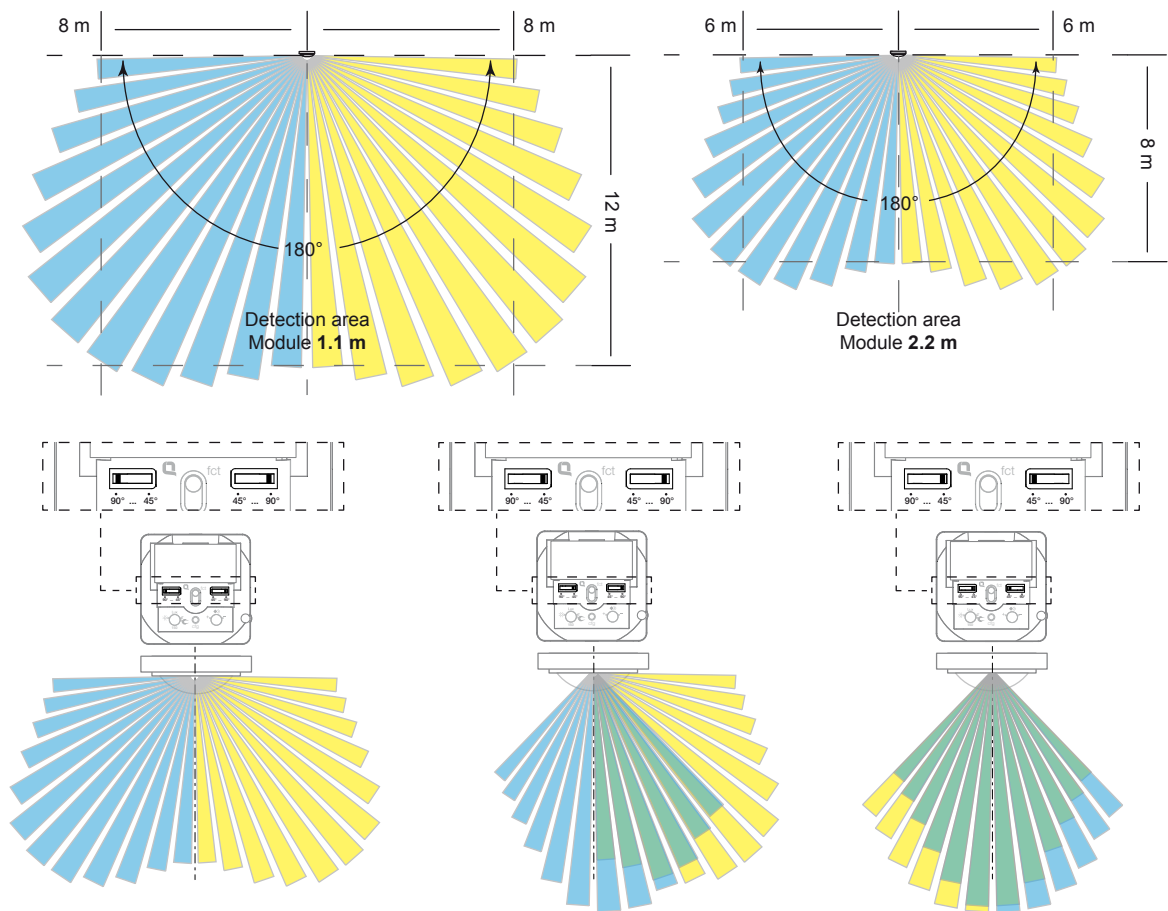 8 m
8 m
180°
12 m
Detection area
Module 1.1 m
6 m
6 m
180°
8 m
Detection area
Module 2.2 m
fct
90° ... 45°
45° ... 90°
fct
90° ... 45°
45° ... 90°
fct
90° ... 45°
45° ... 90°